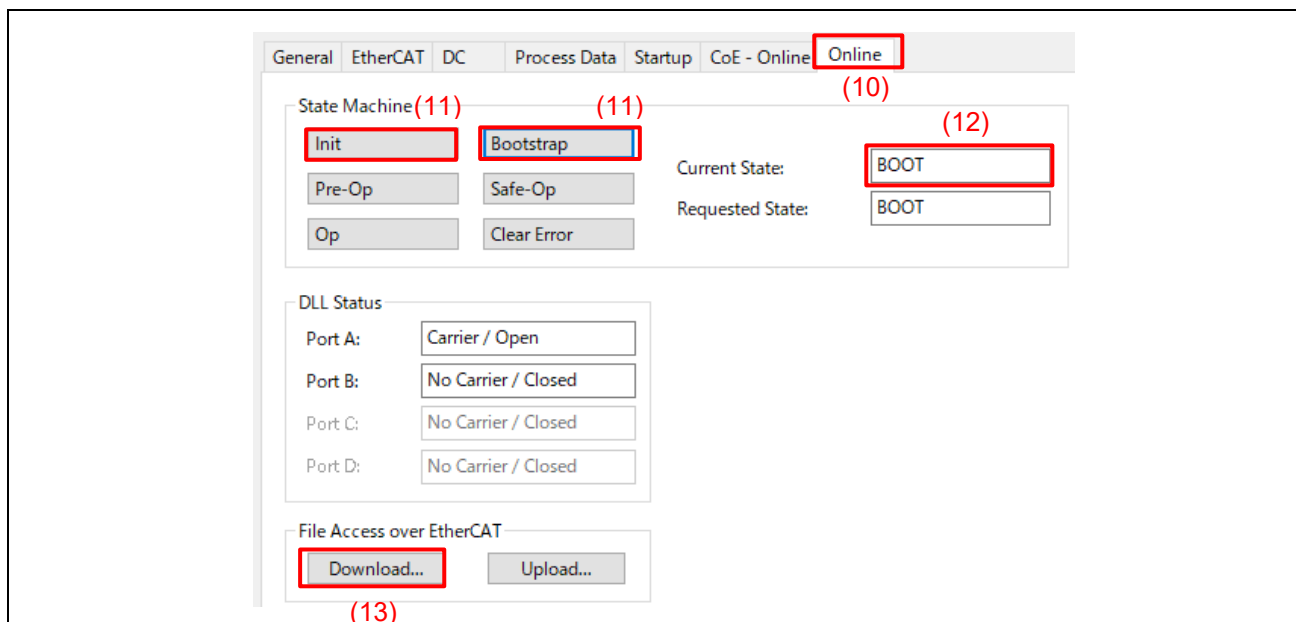 General EtherCAT DC Process Data Startup CoE - Online Online
(10)
State Machine (11) (11) (12)
Init Bootstrap Current State: BOOT
Pre-Op Safe-Op Requested State: BOOT
Op Clear Error
DLL Status
Port A: Carrier / Open
Port B: No Carrier / Closed
Port C: No Carrier / Closed
Port D: No Carrier / Closed
File Access over EtherCAT
Download... Upload...
(13)